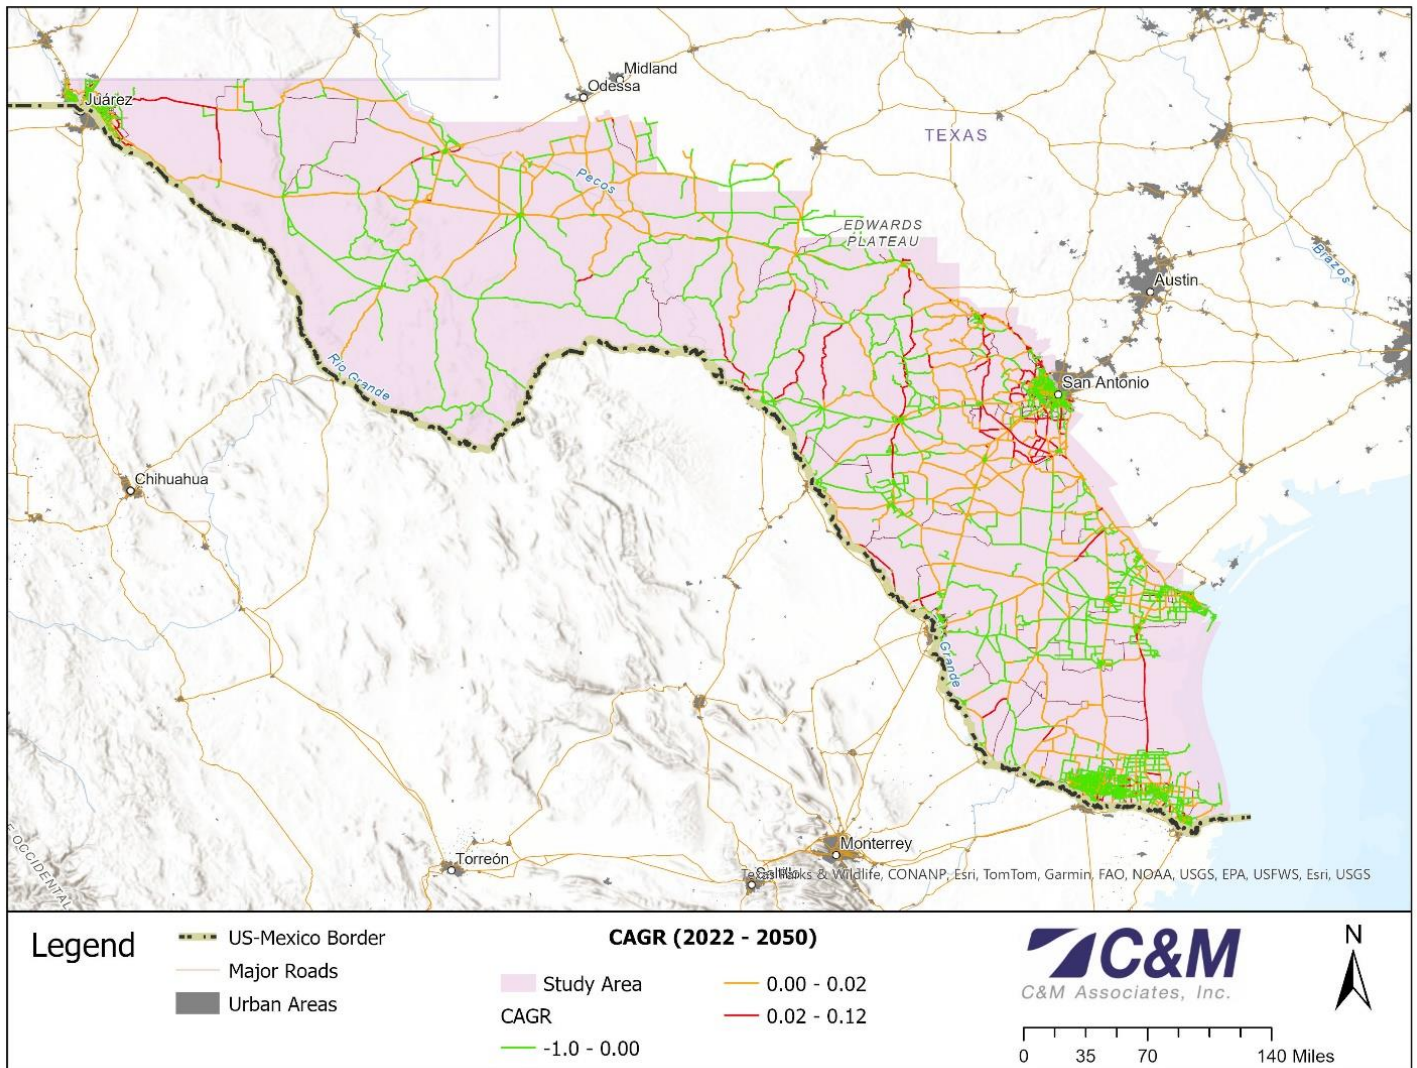 Midland
Odessa
Juárez
TEXAS
Pecos
EDWARDS
PLATEAU
Brazos
Austin
San Antonio
Rio Grande
Chihuahua
Grande
Monterrey
Torreón
Saltillo
E OCCIDENTAL
Texas Parks & Wildlife, CONANP, Esri, TomTom, Garmin, FAO, NOAA, USGS, EPA, USFWS, Esri, USGS
Legend
US-Mexico Border
Major Roads
Urban Areas
CAGR (2022 - 2050)
Study Area
CAGR
-1.0 - 0.00
0.00 - 0.02
0.02 - 0.12
C&M
C&M Associates, Inc.
N
0 35 70 140 Miles